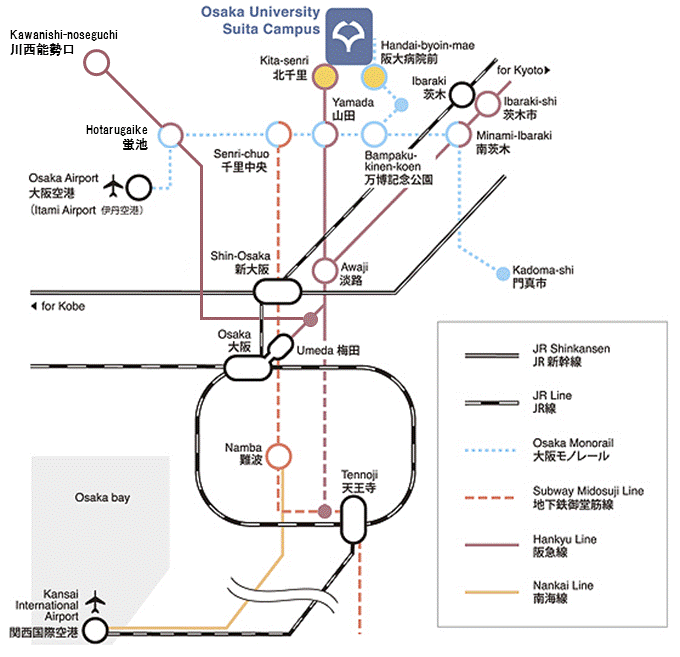 Osaka University
Suita Campus
Kawanishi-noseguchi
川西能勢口
Kita-senri
北千里
Handai-byoin-mae
阪大病院前
for Kyoto▶
Ibaraki
茨木
Ibaraki-shi
茨木市
Yamada
山田
Hotarugaike
蛍池
Senri-chuo
千里中央
Bampaku-
kinen-koen
万博記念公園
Minami-Ibaraki
南茨木
Osaka Airport
大阪空港
(Itami Airport 伊丹空港)
Shin-Osaka
新大阪
Awaji
淡路
Kadoma-shi
門真市
◀ for Kobe
Osaka
大阪
Umeda 梅田
JR Shinkansen
JR 新幹線
JR Line
JR線
Osaka Monorail
大阪モノレール
Subway Midosuji Line
地下鉄御堂筋線
Hankyu Line
阪急線
Nankai Line
南海線
Namba
難波
Tennoji
天王寺
Osaka bay
Kansai
International
Airport
関西国際空港